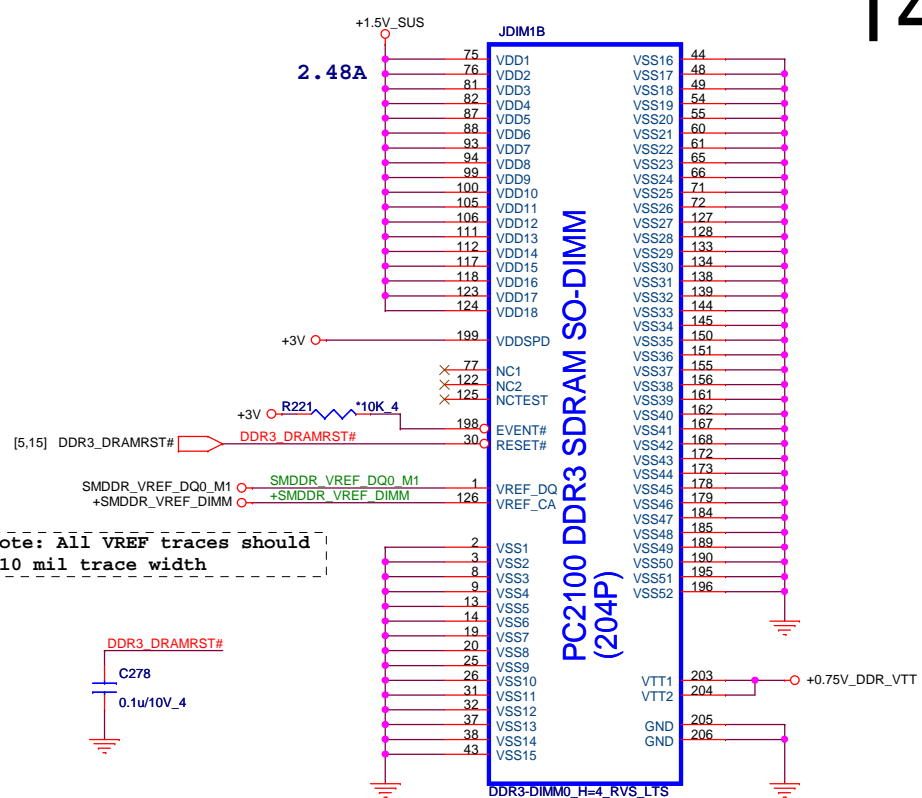 14
+1.5V_SUS
JDIM1B
2.48A
75 VDD1 VSS16 44
76 VDD2 VSS17 48
81 VDD3 VSS18 49
82 VDD4 VSS19 54
87 VDD5 VSS20 55
88 VDD6 VSS21 60
93 VDD7 VSS22 61
94 VDD8 VSS23 65
99 VDD9 VSS24 66
100 VDD10 VSS25 71
105 VDD11 VSS26 72
106 VDD12 VSS27 127
111 VDD13 VSS28 128
112 VDD14 VSS29 133
117 VDD15 VSS30 134
118 VDD16 VSS31 138
123 VDD17 VSS32 139
124 VDD18 VSS33 144
VSS34 145
+3V 199 VDDSPD VSS35 150
VSS36 151
77 NC1 VSS37 155
122 NC2 VSS38 156
125 NCTEST VSS39 161
VSS40 162
+3V R221 *10K_4 198 EVENT# VSS41 167
[5,15] DDR3_DRAMRST# DDR3_DRAMRST# 30 RESET# VSS42 168
VSS43 172
VSS44 173
SMDDR_VREF_DQ0_M1 SMDDR_VREF_DQ0_M1 1 VREF_DQ VSS45 178
+SMDDR_VREF_DIMM +SMDDR_VREF_DIMM 126 VREF_CA VSS46 179
VSS47 184
VSS48 185
2 VSS1 VSS49 189
3 VSS2 VSS50 190
8 VSS3 VSS51 195
9 VSS4 VSS52 196
13 VSS5
14 VSS6
19 VSS7
20 VSS8
25 VSS9
26 VSS10 VTT1 203 +0.75V_DDR_VTT
31 VSS11 VTT2 204
32 VSS12
37 VSS13 GND 205
38 VSS14 GND 206
43 VSS15
PC2100 DDR3 SDRAM SO-DIMM
(204P)
ote: All VREF traces should
10 mil trace width
DDR3_DRAMRST#
C278
0.1u/10V_4
DDR3-DIMM0_H=4_RVS_LTS